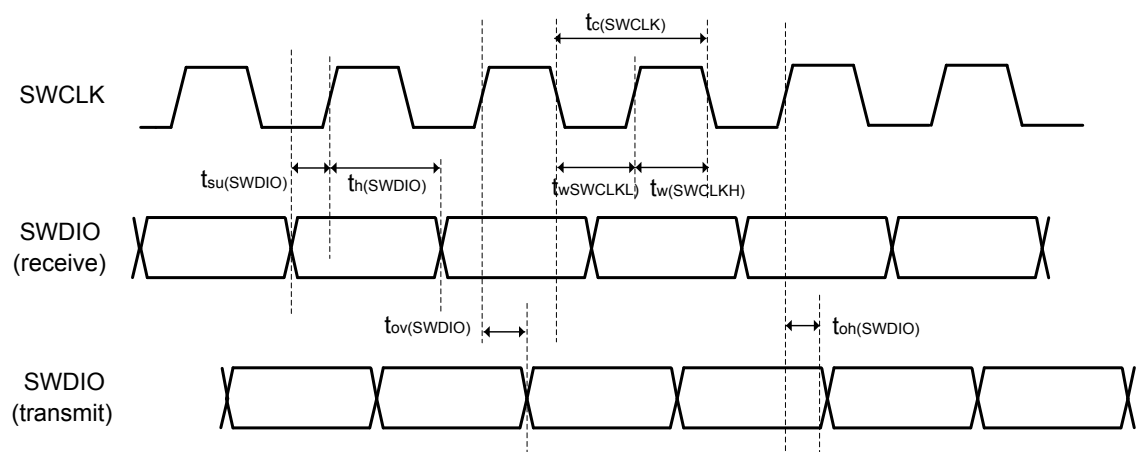 tc(SWCLK)
SWCLK
tsu(SWDIO)
th(SWDIO)
twSWCLKL)
tw(SWCLKH)
SWDIO
(receive)
tov(SWDIO)
toh(SWDIO)
SWDIO
(transmit)